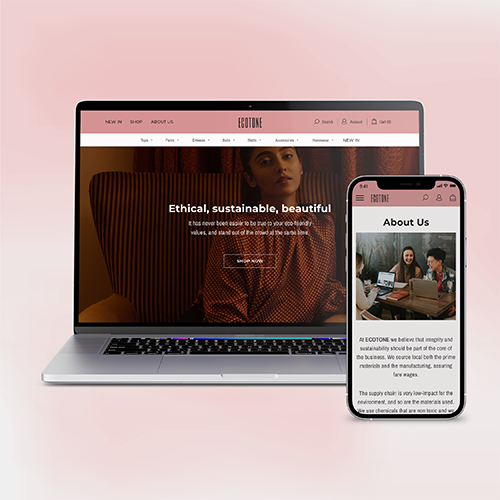 NEW IN SHOP ABOUT US ECOTONE Search Account Cart (0)
Tops Pants Dresses Suits Skirts Accessories Homeware NEW IN
Ethical, sustainable, beautiful
It has never been easier to be true to your eco-friendly
values, and stand out of the crowd at the same time.
SHOP NOW
9:41
ECOTONE
About Us
At ECOTONE we believe that integrity and
sustainability should be part of the core of
the business. We source local both the prime
materials and the manufacturing, assuring
fare wages.
The supply chain is very low-impact for the
environment, and so are the materials used.
We use chemicals that are non toxic and we